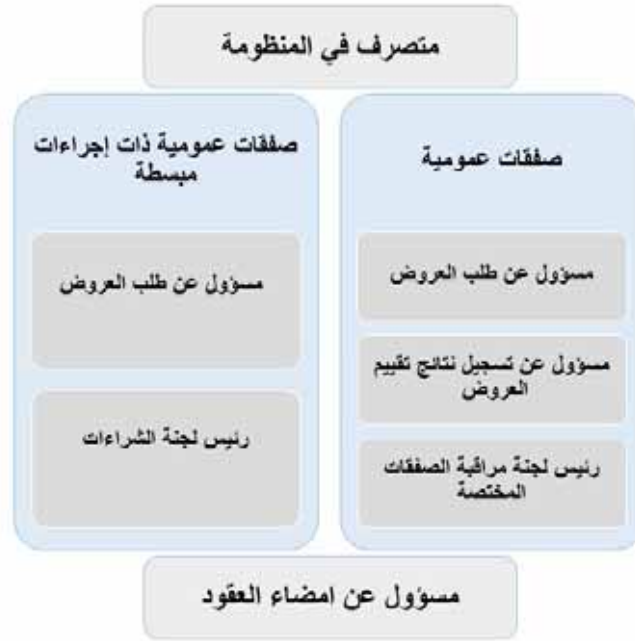 متصرف في المنظومة
صفقات عمومية
مسؤول عن طلب العروض
مسؤول عن تسجيل نتائج تقييم
العروض
رئيس لجنة مراقبة الصفقات
المختصة
صفقات عمومية ذات إجراءات
مبسطة
مسؤول عن طلب العروض
رئيس لجنة الشراءات
مسؤول عن امضاء العقود